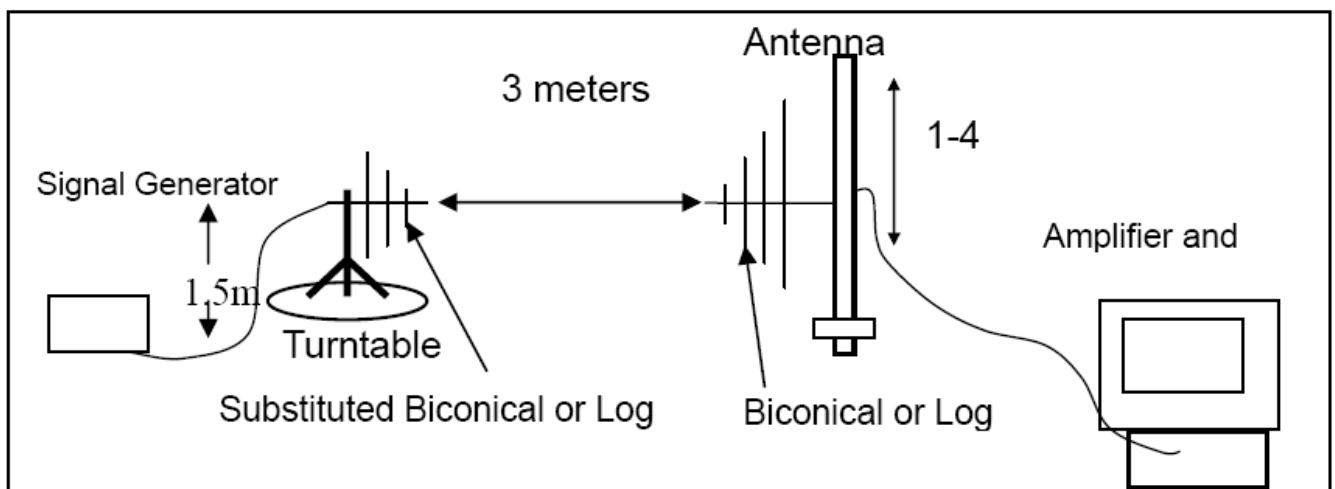 Antenna
3 meters
1-4
Signal Generator
Amplifier and
1.5m
Turntable
Substituted Biconical or Log
Biconical or Log